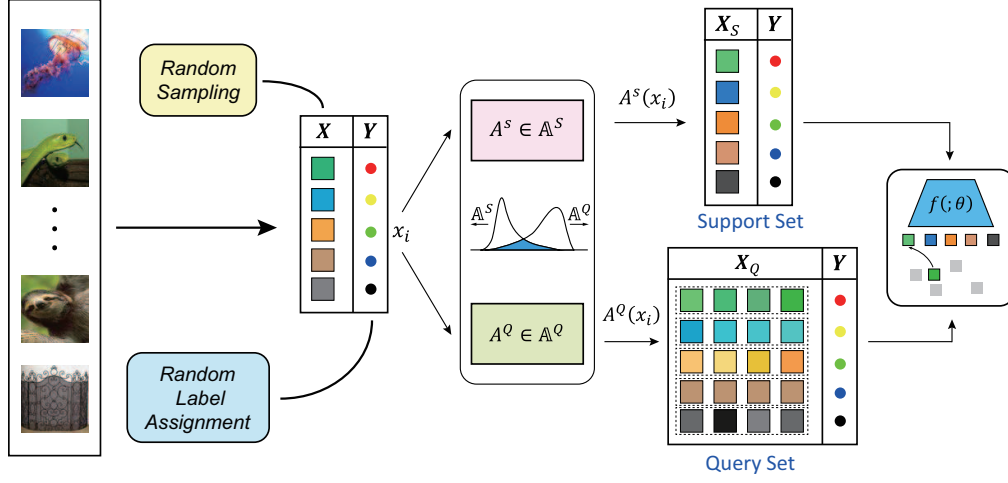 Random
Sampling
X Y
x_i
Random
Label
Assignment
A^S ∈ 𝔸^S
𝔸^S 𝔸^Q
A^Q ∈ 𝔸^Q
A^s(x_i)
A^Q(x_i)
X_S Y
Support Set
X_Q Y
Query Set
f(;θ)